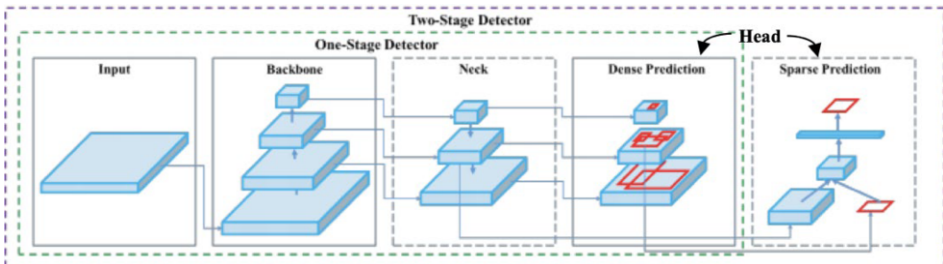 Two-Stage Detector
One-Stage Detector
Head
Input
Backbone
Neck
Dense Prediction
Sparse Prediction